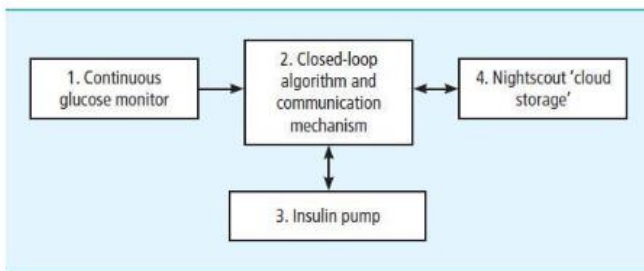 1. Continuous
glucose monitor
2. Closed-loop
algorithm and
communication
mechanism
4. Nightscout ‘cloud
storage’
3. Insulin pump